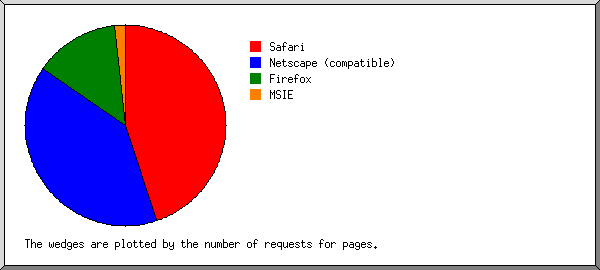 Safari
Netscape (compatible)
Firefox
MSIE
The wedges are plotted by the number of requests for pages.